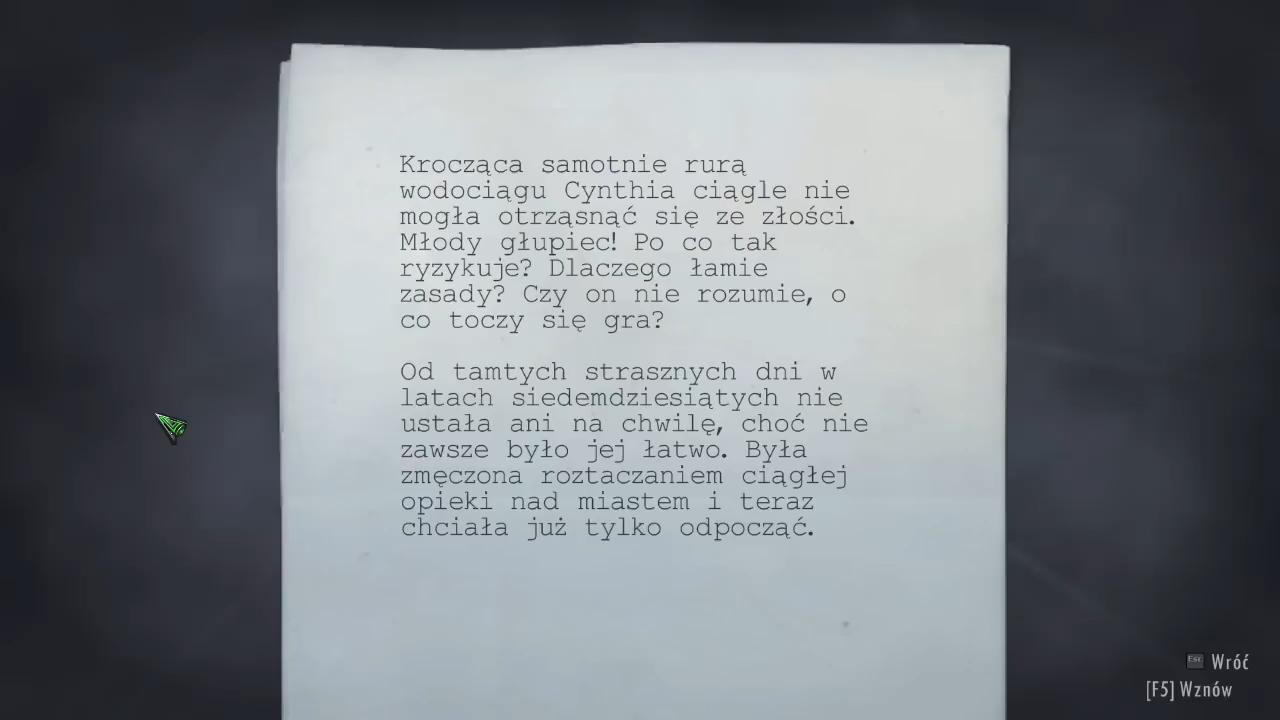 Krocząca samotnie rurą
wodociągu Cynthia ciągle nie
mogła otrząsnąć się ze złości.
Młody głupiec! Po co tak
ryzykuje? Dlaczego łamie
zasady? Czy on nie rozumie, o
co toczy się gra?
Od tamtych strasznych dni w
latach siedemdziesiątych nie
ustała ani na chwilę, choć nie
zawsze było jej łatwo. Była
zmęczona roztaczaniem ciągłej
opieki nad miastem i teraz
chciała już tylko odpocząć.
Esc Wróć
[F5] Wznów